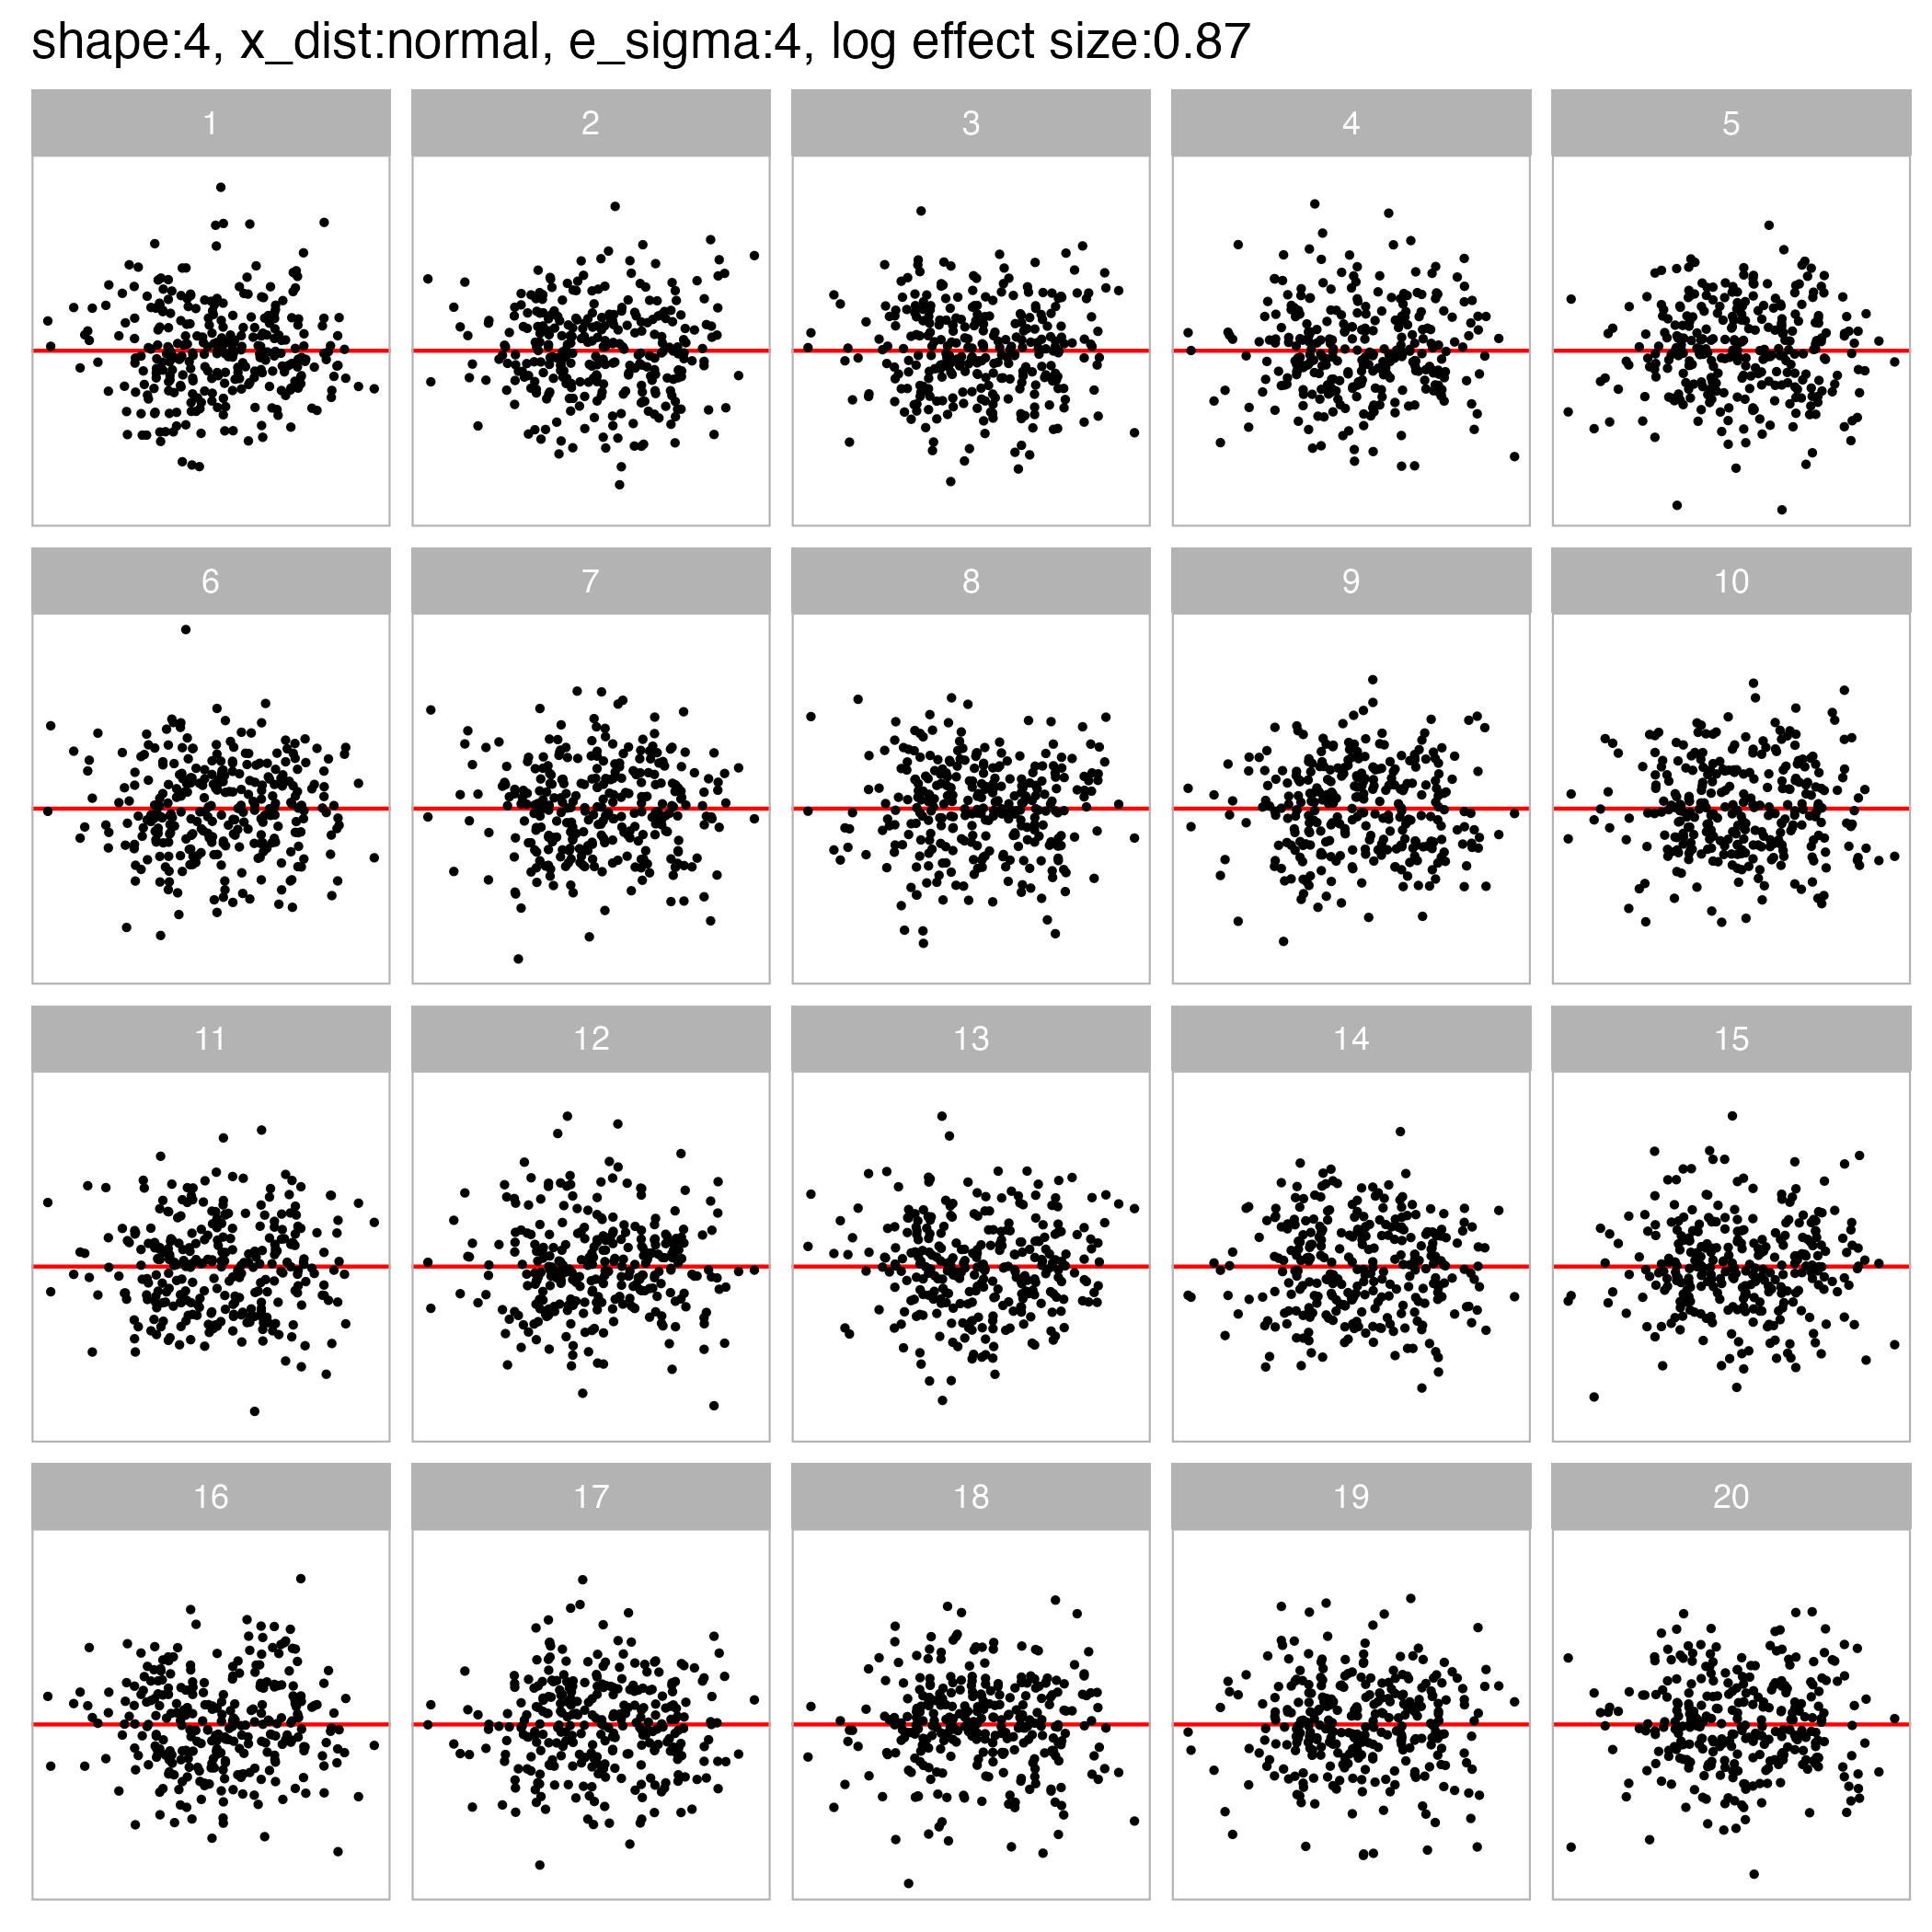 shape:4, x_dist:normal, e_sigma:4, log effect size:0.87
1 2 3 4 5
6 7 8 9 10
11 12 13 14 15
16 17 18 19 20